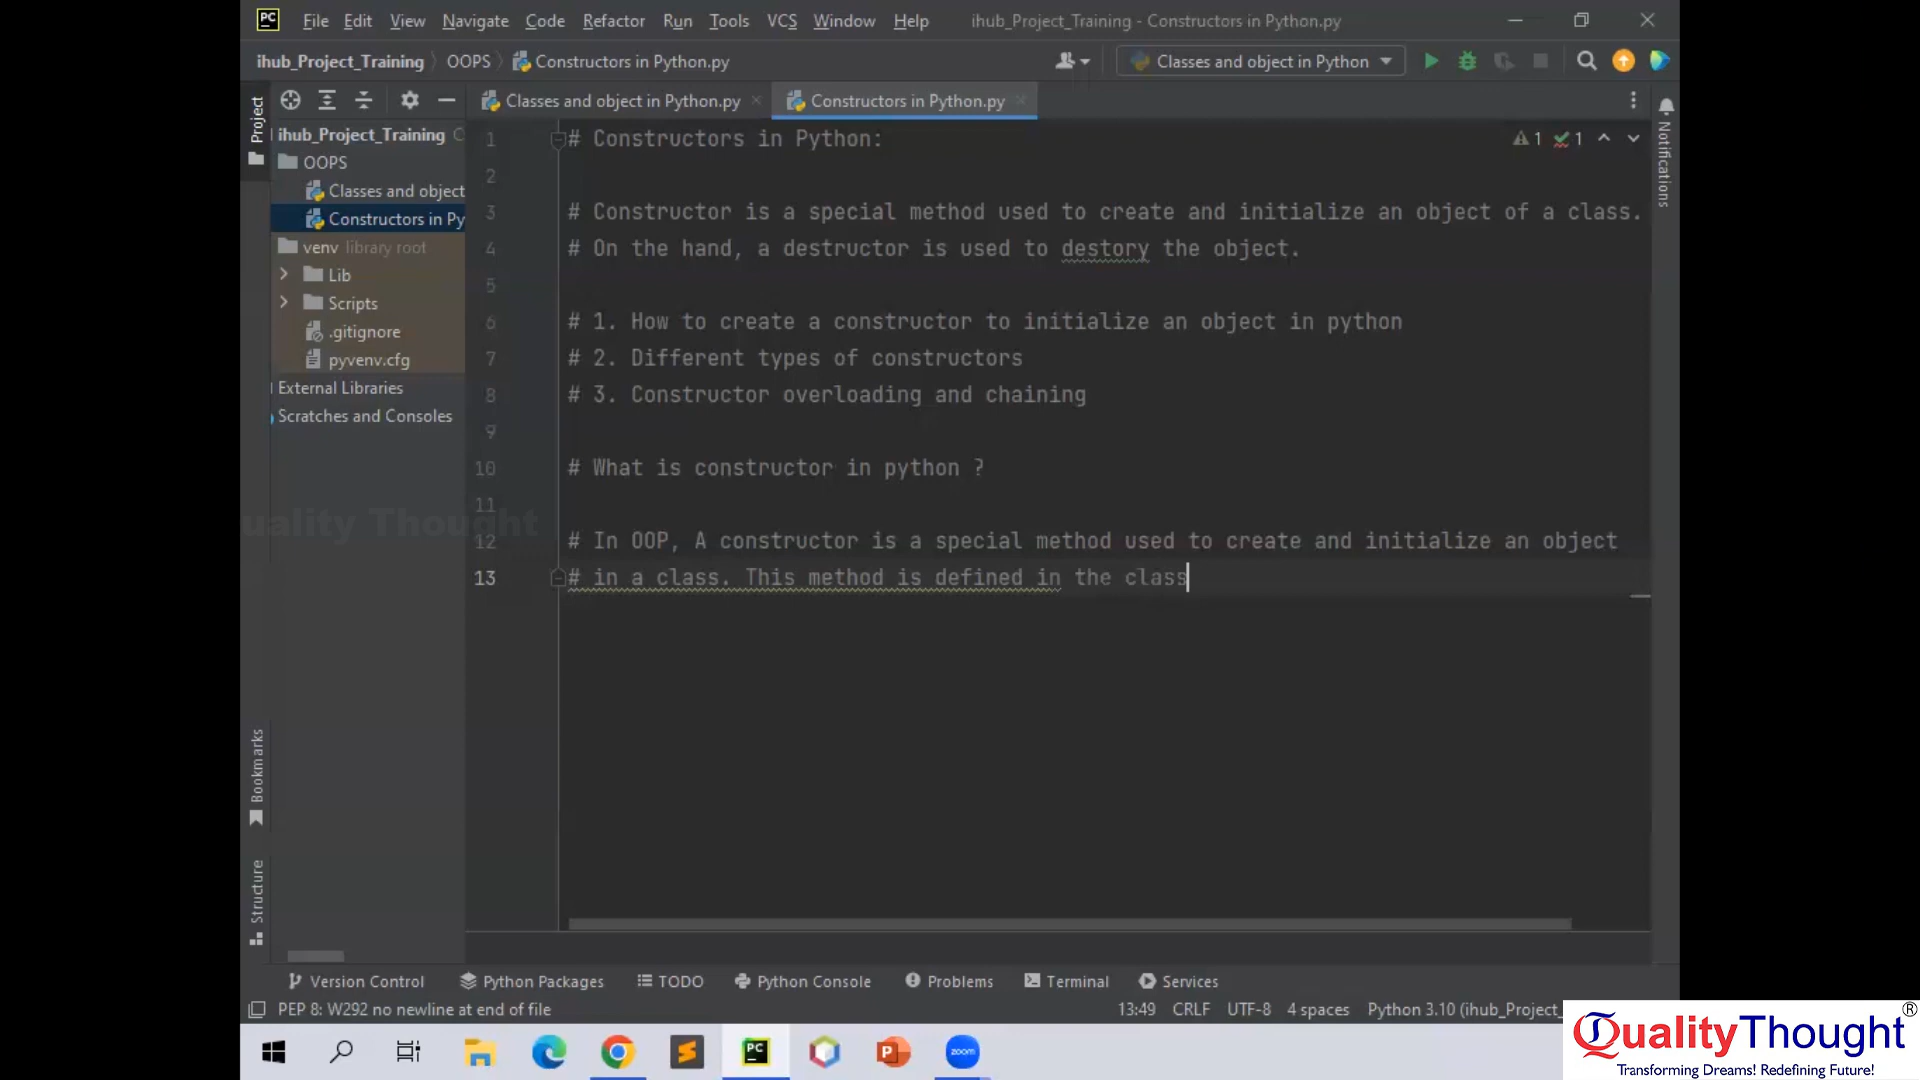 PC File Edit View Navigate Code Refactor Run Tools VCS Window Help ihub_Project_Training - Constructors in Python.py
ihub_Project_Training OOPS Constructors in Python.py Classes and object in Python
Project
Classes and object in Python.py
Constructors in Python.py
Notifications
ihub_Project_Training
OOPS
Classes and object
Constructors in Py
venv library root
Lib
Scripts
.gitignore
pyvenv.cfg
External Libraries
Scratches and Consoles
1 # Constructors in Python:
1 1
2
3 # Constructor is a special method used to create and initialize an object of a class.
4 # On the hand, a destructor is used to destory the object.
5
6 # 1. How to create a constructor to initialize an object in python
7 # 2. Different types of constructors
8 # 3. Constructor overloading and chaining
9
10 # What is constructor in python ?
11
12 # In OOP, A constructor is a special method used to create and initialize an object
13 # in a class. This method is defined in the class
uality Thought
Bookmarks
Structure
Version Control Python Packages TODO Python Console Problems Terminal Services
PEP 8: W292 no newline at end of file 13:49 CRLF UTF-8 4 spaces Python 3.10 (ihub_Project_
PC P zoom
QualityThought®
Transforming Dreams! Redefining Future!